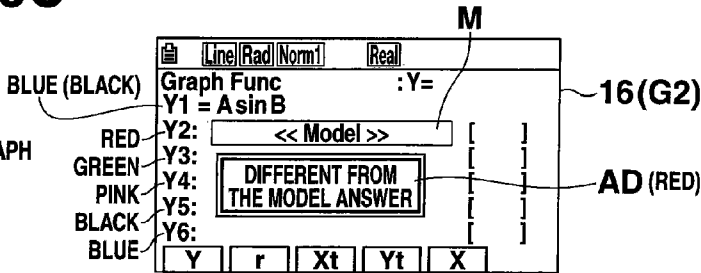 M
Line Rad Norm1 Real
BLUE (BLACK) Graph Func :Y= 16(G2)
Y1 = AsinB
RED Y2: << Model >> [ ]
APH GREEN Y3: [ ]
PINK Y4: DIFFERENT FROM [ ] AD (RED)
BLACK Y5: THE MODEL ANSWER [ ]
BLUE Y6: [ ]
Y r Xt Yt X